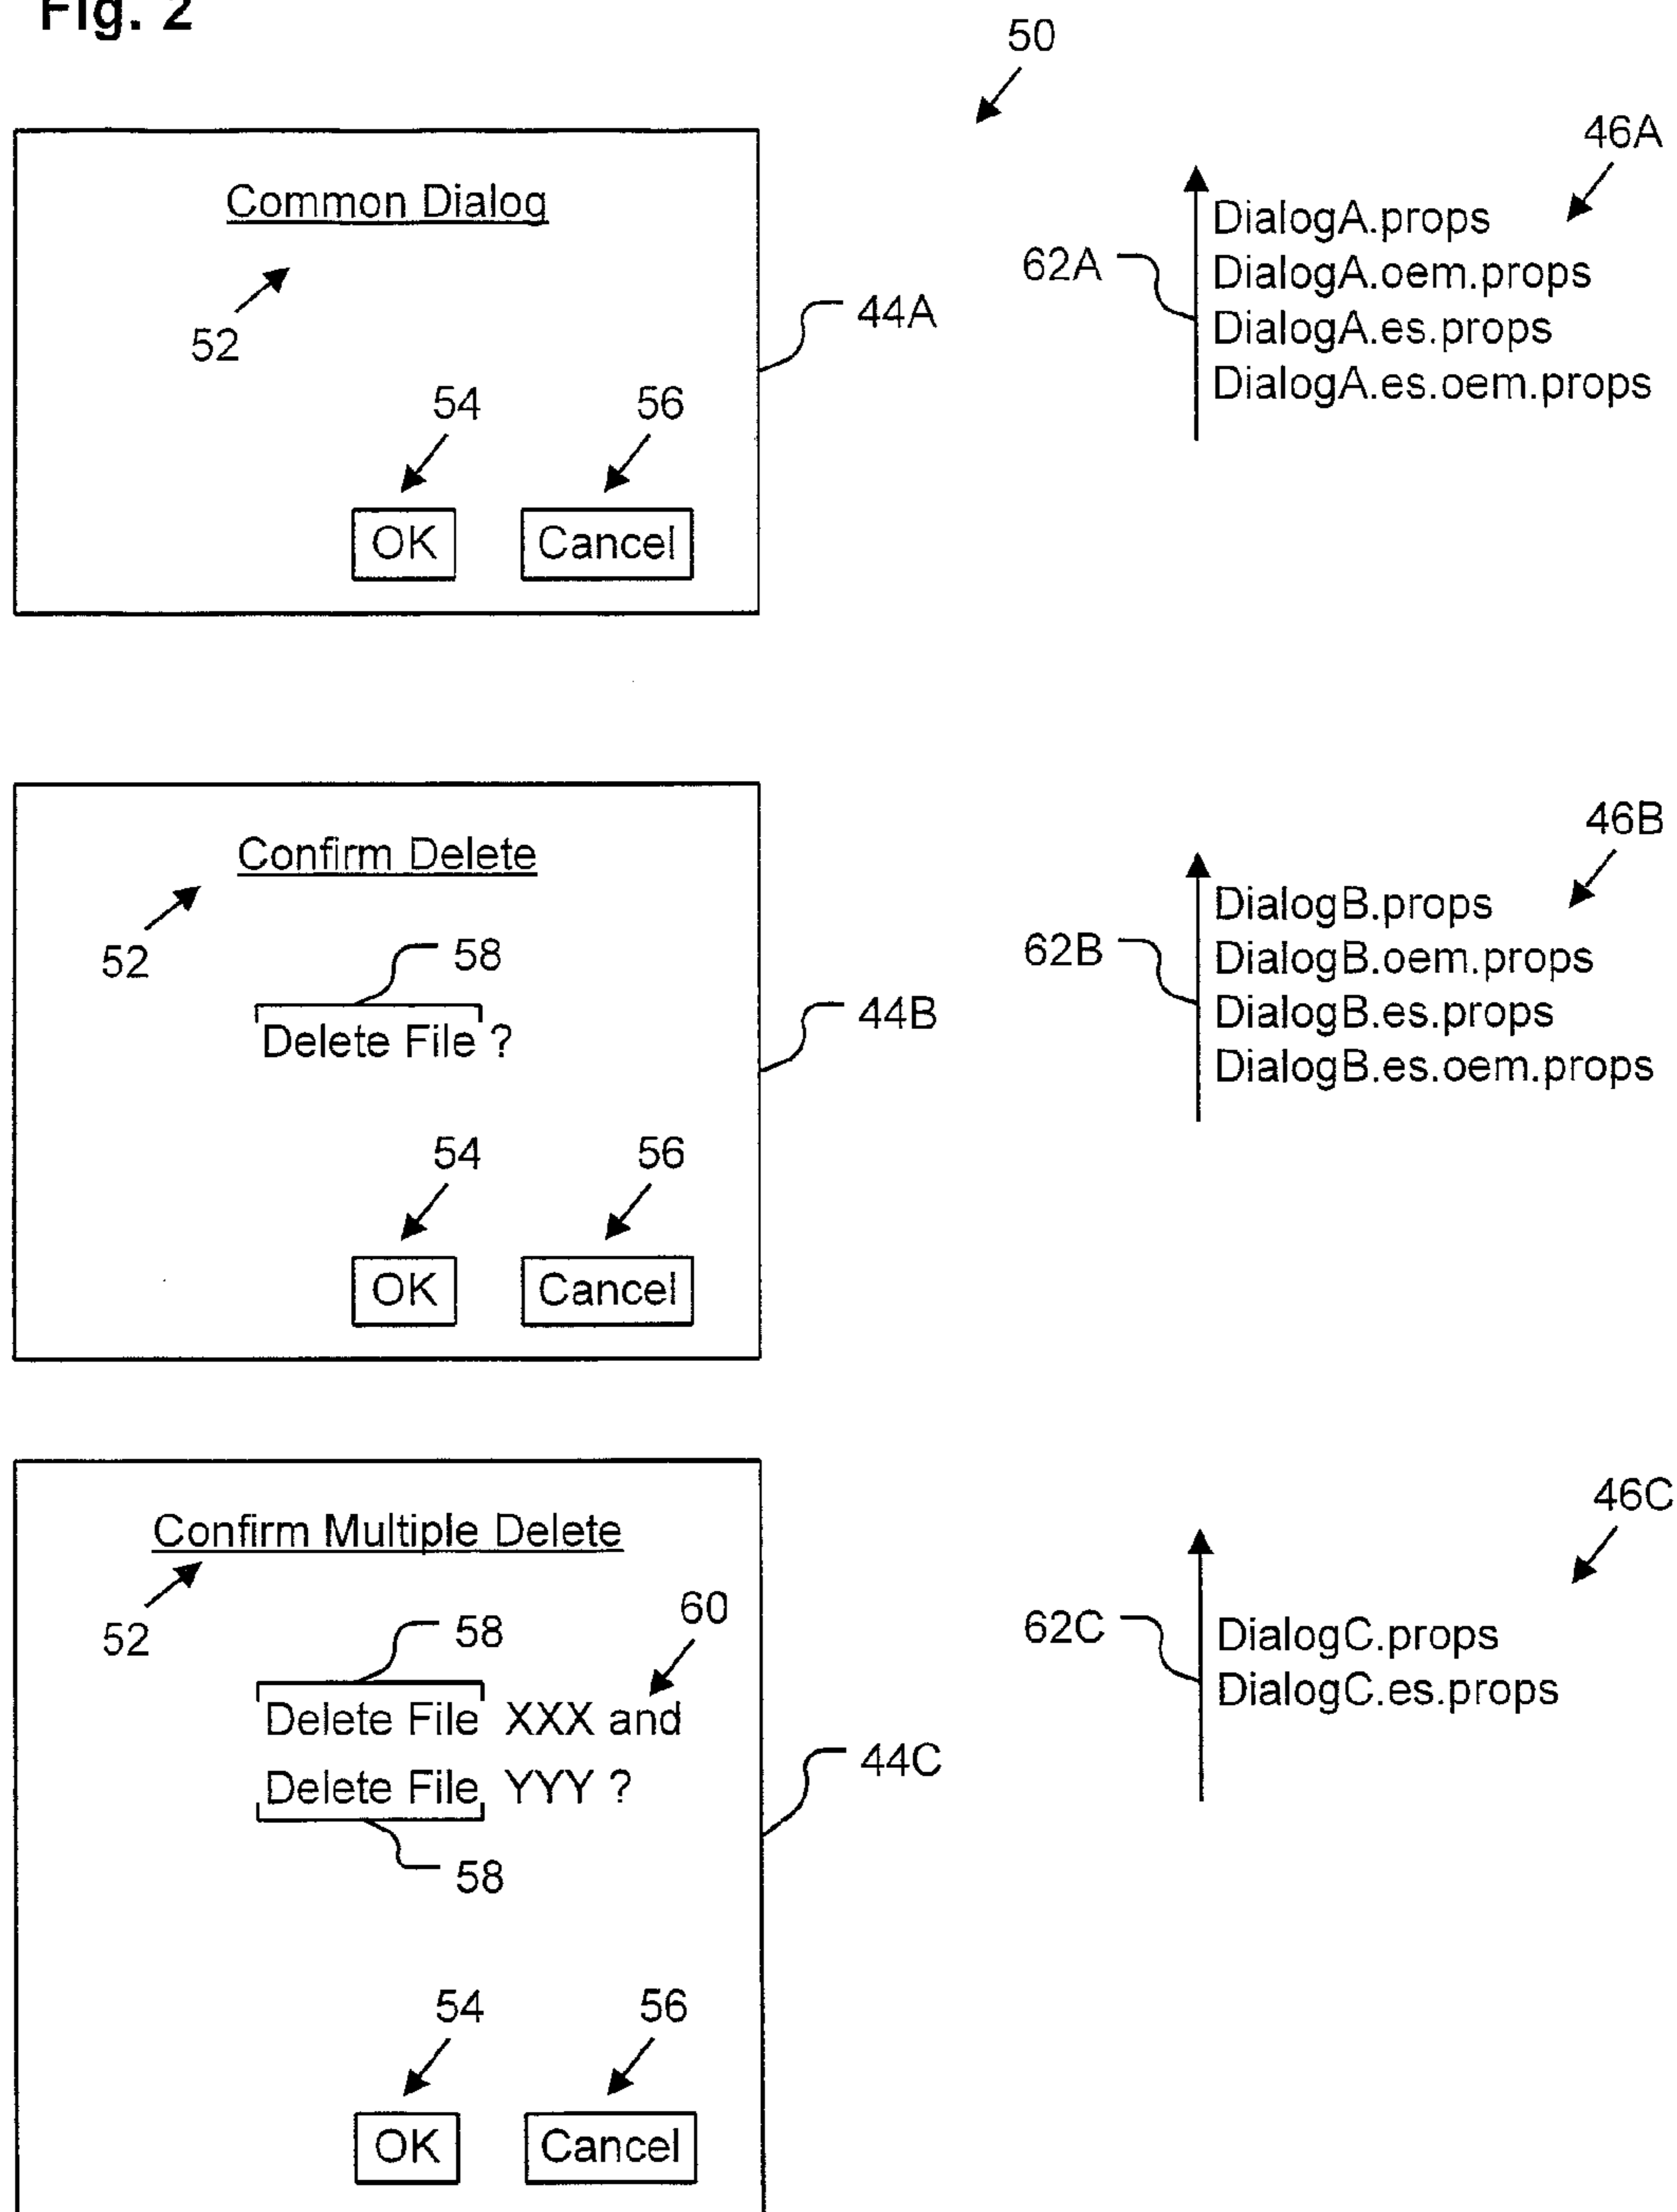 Fig. 2
50
Common Dialog
52
54
56
OK
Cancel
44A
46A
62A
DialogA.props
DialogA.oem.props
DialogA.es.props
DialogA.es.oem.props
Confirm Delete
52
58
Delete File ?
54
56
OK
Cancel
44B
46B
62B
DialogB.props
DialogB.oem.props
DialogB.es.props
DialogB.es.oem.props
Confirm Multiple Delete
52
58
60
Delete File XXX and
Delete File YYY ?
58
54
56
OK
Cancel
44C
46C
62C
DialogC.props
DialogC.es.props